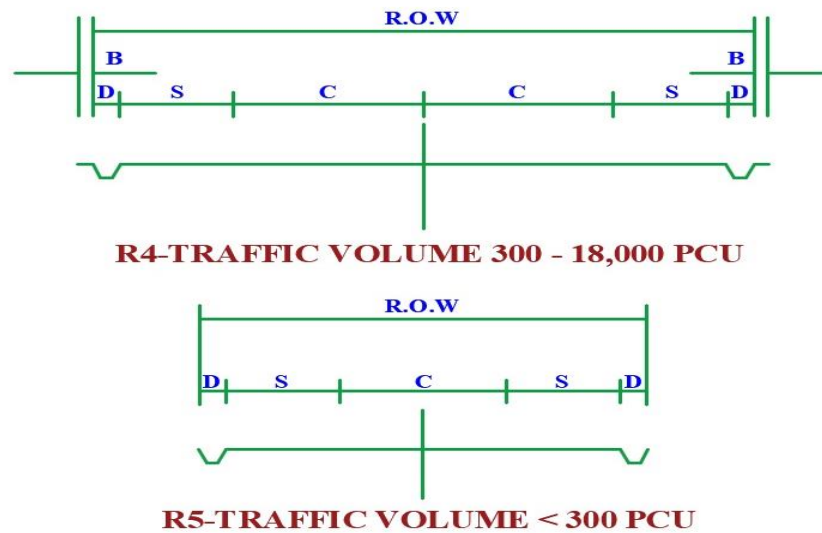 R.O.W
B B
D S C C S D
R4-TRAFFIC VOLUME 300 - 18,000 PCU
R.O.W
D S C S D
R5-TRAFFIC VOLUME < 300 PCU